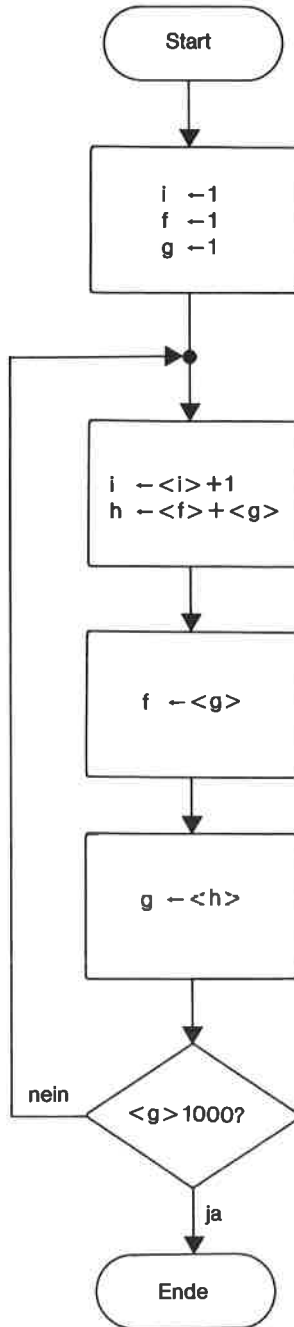 Start
i ←1
f ←1
g ←1
i ←<i>+1
h ←<f>+<g>
f ←<g>
g ←<h>
<g>1000?
nein
ja
Ende